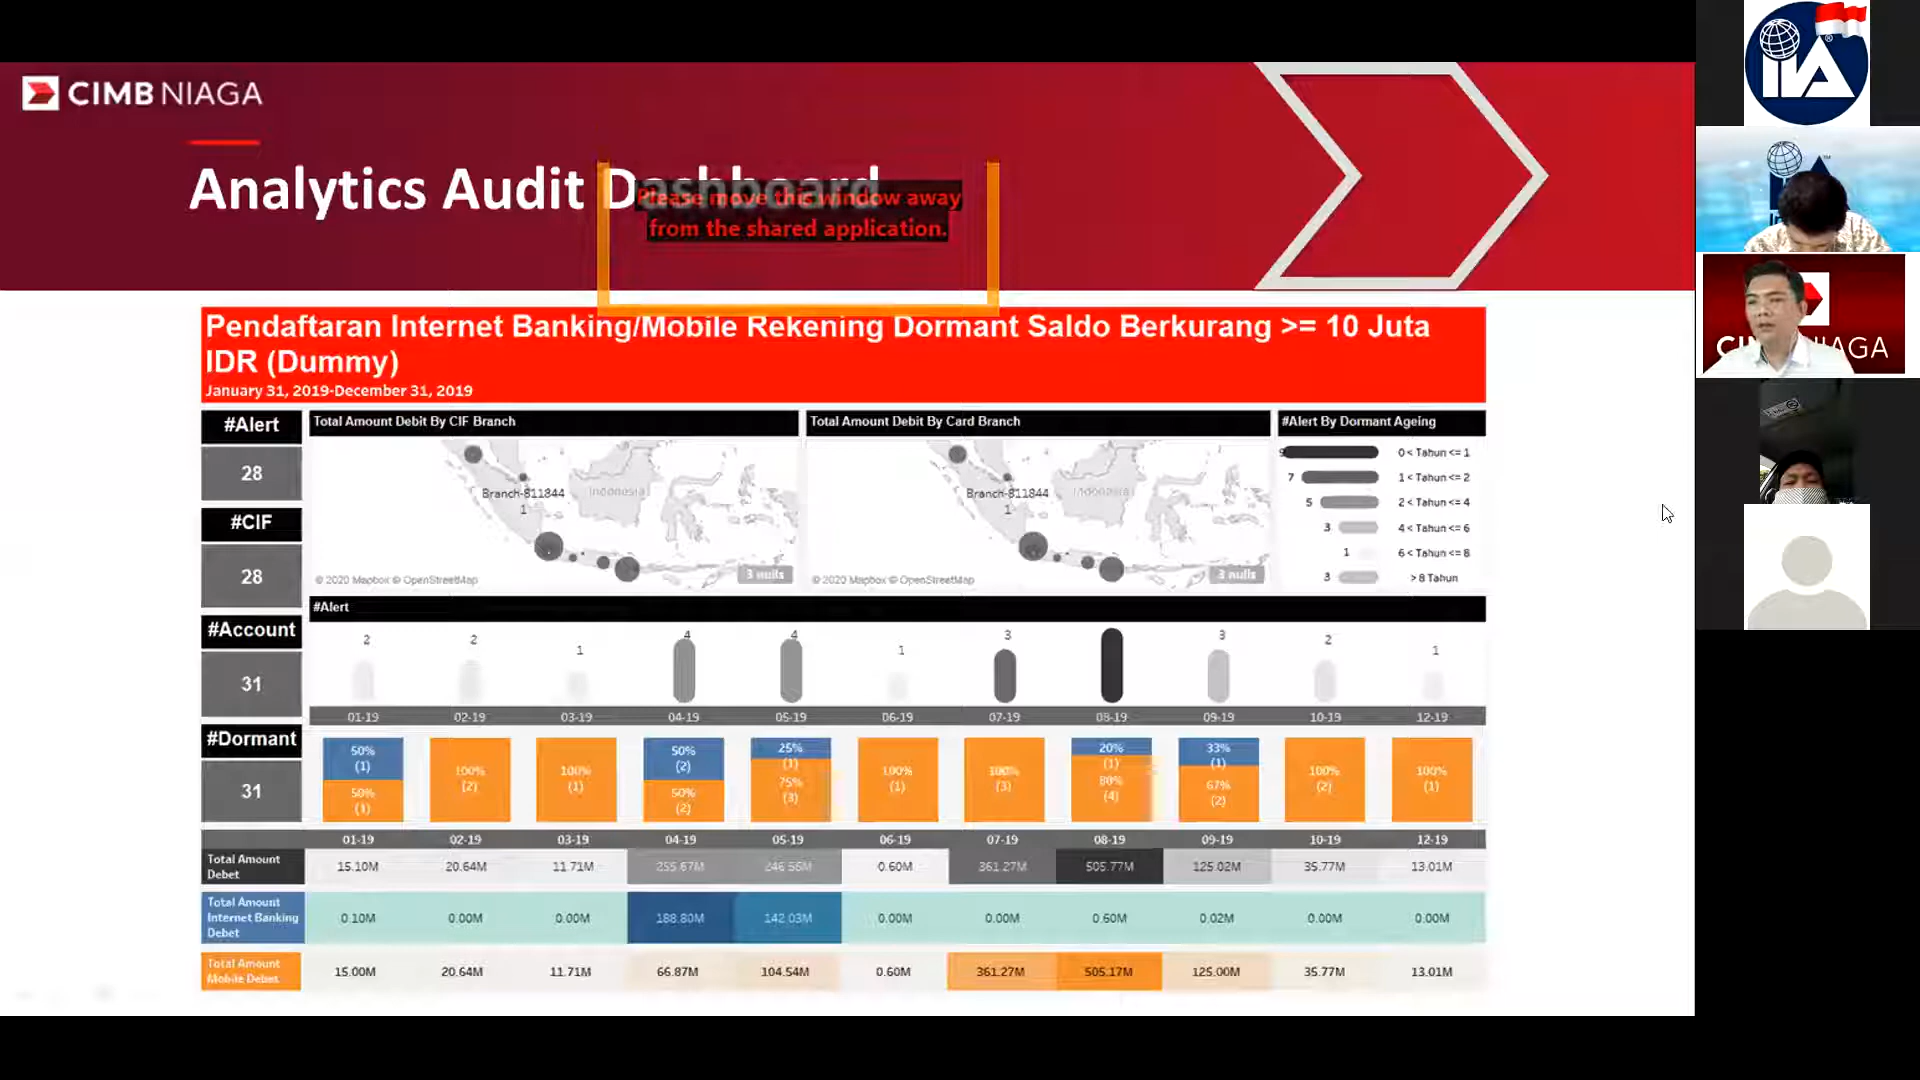 CIMB NIAGA
Analytics Audit Dashboard
Please move this window away
from the shared application.
Pendaftaran Internet Banking/Mobile Rekening Dormant Saldo Berkurang >= 10 Juta
IDR (Dummy)
January 31, 2019-December 31, 2019
#Alert
28
#CIF
28
#Account
31
#Dormant
31
Total Amount Debit By CIF Branch
Branch-811844
1
Indonesia
© 2020 Mapbox © OpenStreetMap
3 nulls
Total Amount Debit By Card Branch
Branch-811844
1
Indonesia
© 2020 Mapbox © OpenStreetMap
3 nulls
#Alert By Dormant Ageing
9 0 < Tahun <= 1
7 1 < Tahun <= 2
5 2 < Tahun <= 4
3 4 < Tahun <= 6
1 6 < Tahun <= 8
3 > 8 Tahun
#Alert
2 2 1 4 4 1 3 3 2 1
01-19 02-19 03-19 04-19 05-19 06-19 07-19 08-19 09-19 10-19 12-19
50% (1) 50% (1)
100% (2)
100% (1)
50% (2) 50% (2)
25% (1) 75% (3)
100% (1)
100% (3)
20% (1) 80% (4)
33% (1) 67% (2)
100% (2)
100% (1)
01-19 02-19 03-19 04-19 05-19 06-19 07-19 08-19 09-19 10-19 12-19
Total Amount Debet 15.10M 20.64M 11.71M 255.67M 246.56M 0.60M 361.27M 505.77M 125.02M 35.77M 13.01M
Total Amount Internet Banking Debet 0.10M 0.00M 0.00M 188.80M 142.03M 0.00M 0.00M 0.60M 0.02M 0.00M 0.00M
Total Amount Mobile Debet 15.00M 20.64M 11.71M 66.87M 104.54M 0.60M 361.27M 505.17M 125.00M 35.77M 13.01M
IIA
CIMB NIAGA